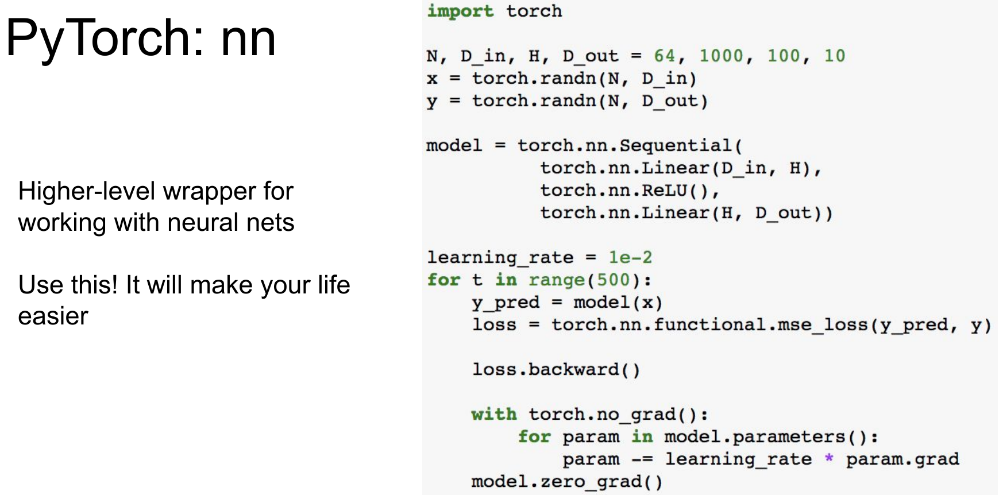 PyTorch: nn
Higher-level wrapper for
working with neural nets
Use this! It will make your life
easier
import torch
N, D_in, H, D_out = 64, 1000, 100, 10
x = torch.randn(N, D_in)
y = torch.randn(N, D_out)
model = torch.nn.Sequential(
          torch.nn.Linear(D_in, H),
          torch.nn.ReLU(),
          torch.nn.Linear(H, D_out))
learning_rate = 1e-2
for t in range(500):
    y_pred = model(x)
    loss = torch.nn.functional.mse_loss(y_pred, y)
    loss.backward()
    with torch.no_grad():
        for param in model.parameters():
            param -= learning_rate * param.grad
    model.zero_grad()